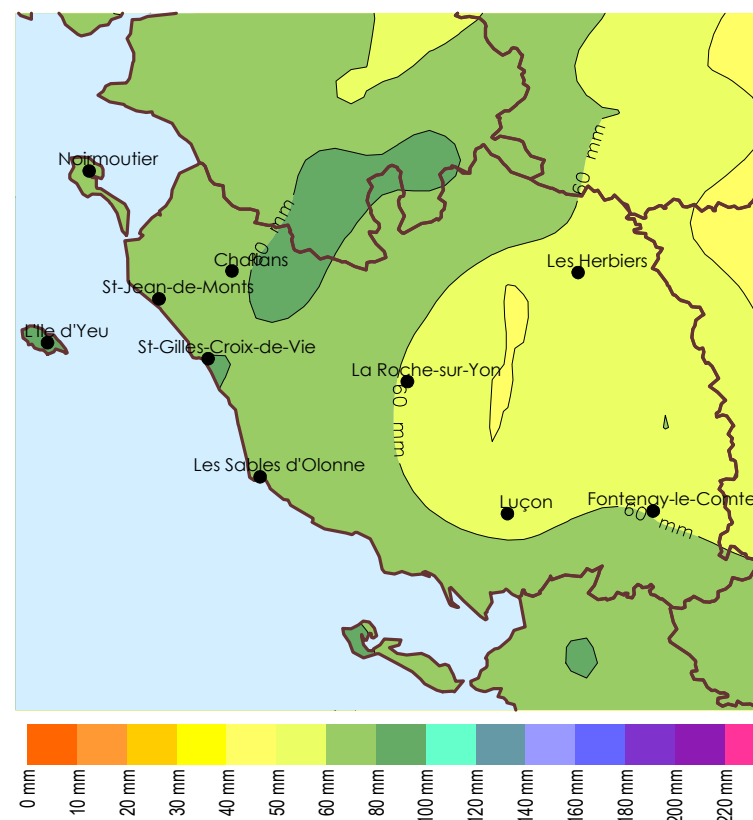 60 mm
Noirmoutier
80 mm
Challans
Les Herbiers
St-Jean-de-Monts
L'Ile d'Yeu
St-Gilles-Croix-de-Vie
La Roche-sur-Yon
60 mm
Les Sables d'Olonne
Luçon
Fontenay-le-Comte
60 mm
0 mm
10 mm
20 mm
30 mm
40 mm
50 mm
60 mm
80 mm
100 mm
120 mm
140 mm
160 mm
180 mm
200 mm
220 mm